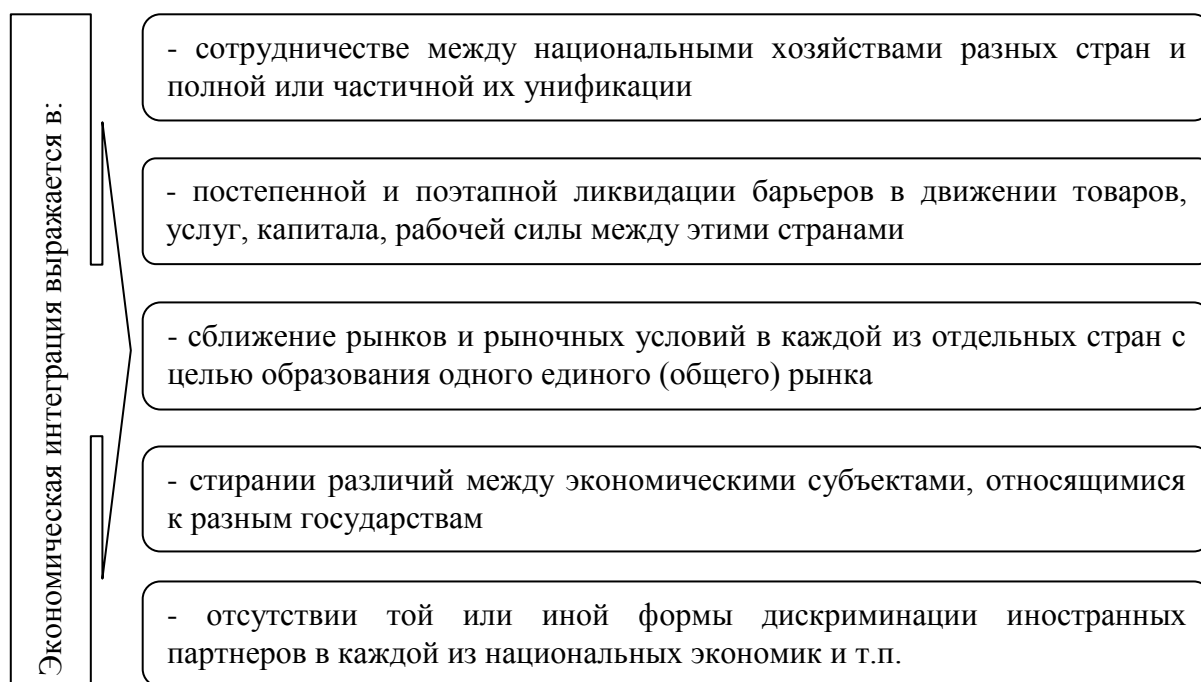 Экономическая интеграция выражается в:
- сотрудничестве между национальными хозяйствами разных стран и
полной или частичной их унификации
- постепенной и поэтапной ликвидации барьеров в движении товаров,
услуг, капитала, рабочей силы между этими странами
- сближение рынков и рыночных условий в каждой из отдельных стран с
целью образования одного единого (общего) рынка
- стирании различий между экономическими субъектами, относящимися
к разным государствам
- отсутствии той или иной формы дискриминации иностранных
партнеров в каждой из национальных экономик и т.п.